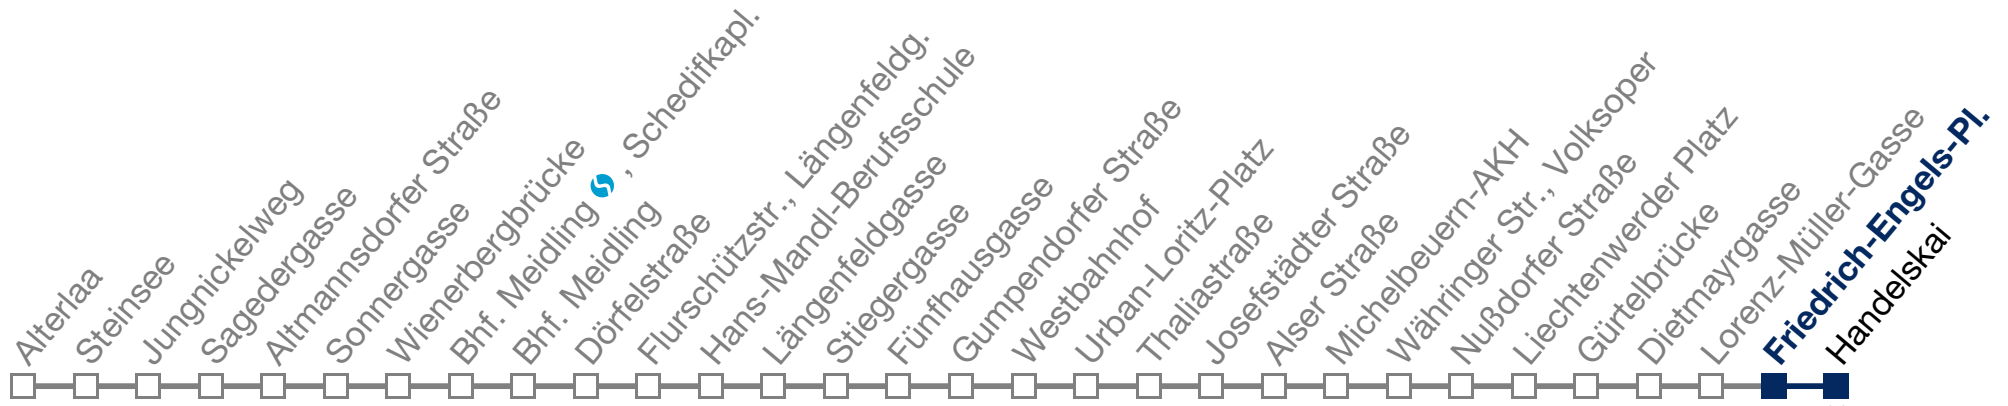 Alterlaa
Steinsee
Jungnickelweg
Sagedergasse
Altmannsdorfer Straße
Sonnergasse
Wienerbergbrücke
Bhf. Meidling , Schedifkapl.
Bhf. Meidling
Dörfelstraße
Flurschützstr., Längenfeldg.
Hans-Mandl-Berufsschule
Längenfeldgasse
Stiegergasse
Fünfhausgasse
Gumpendorfer Straße
Westbahnhof
Urban-Loritz-Platz
Thaliastraße
Josefstädter Straße
Alser Straße
Michelbeuern-AKH
Währinger Str., Volksoper
Nußdorfer Straße
Liechtenwerder Platz
Gürtelbrücke
Dietmayrgasse
Lorenz-Müller-Gasse
Friedrich-Engels-Pl.
Handelskai